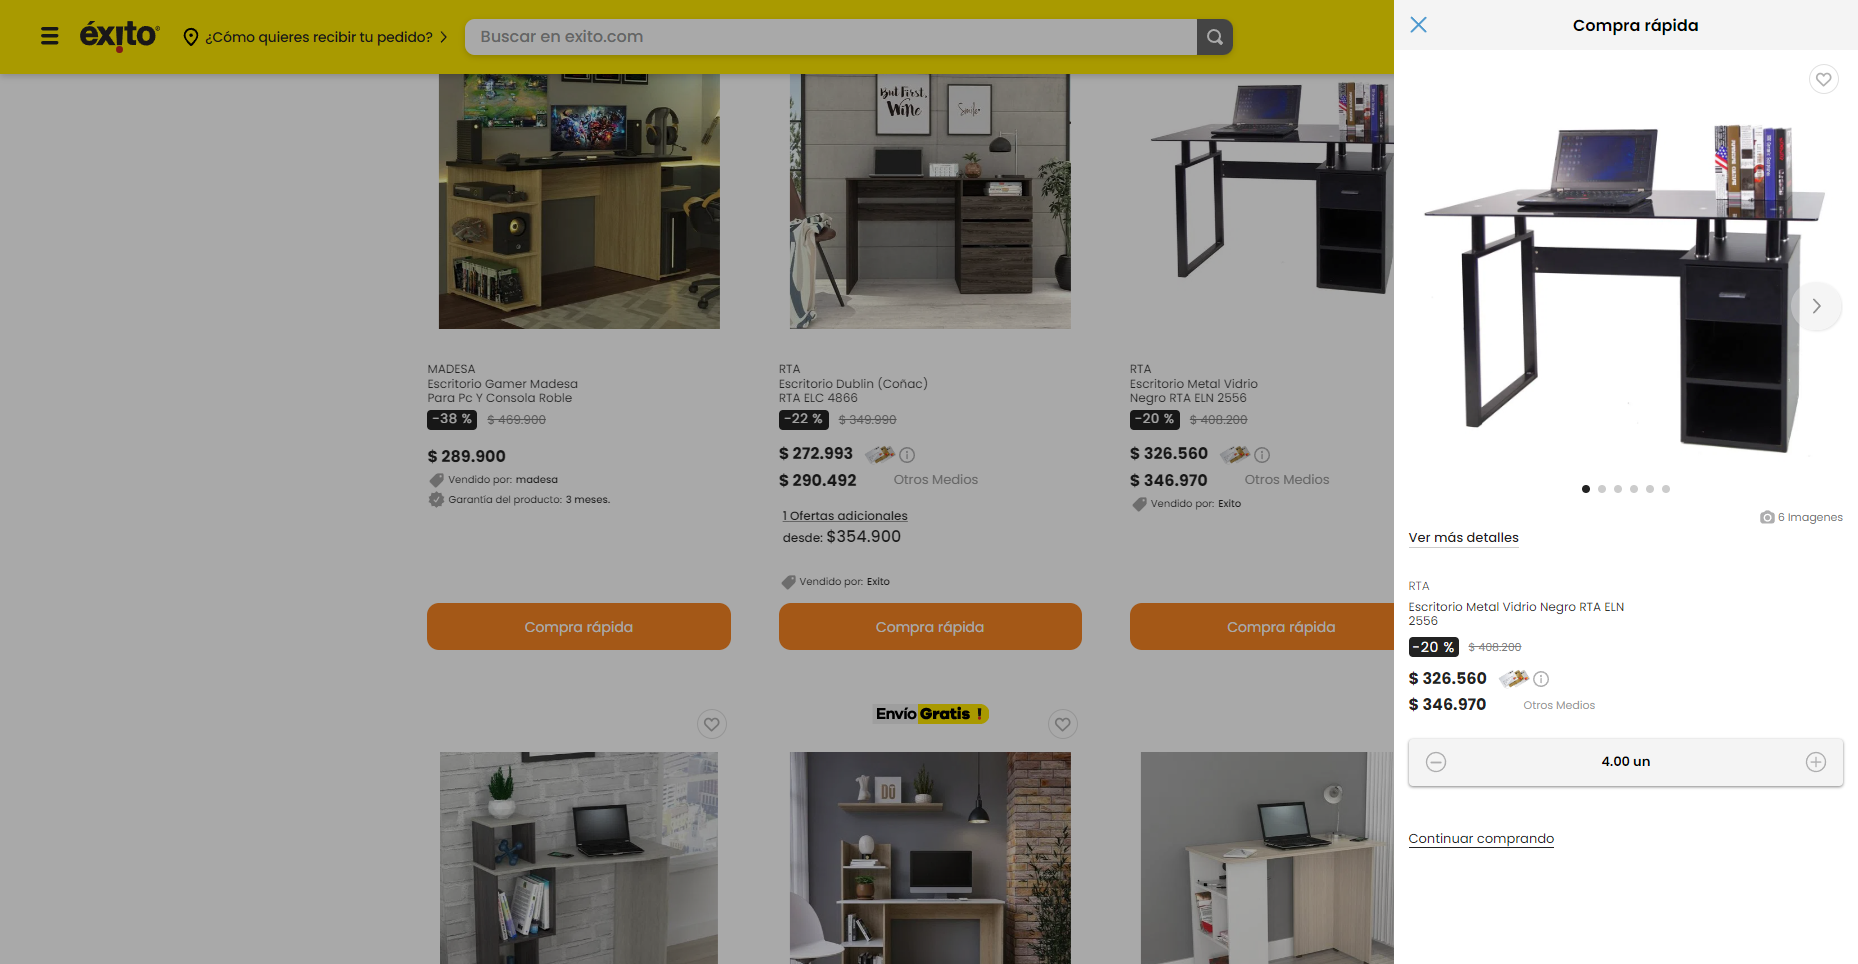 éxito
¿Cómo quieres recibir tu pedido?
Buscar en exito.com
But First,
Wine
Smile
MADESA
Escritorio Gamer Madesa
Para Pc Y Consola Roble
-38 %
$ 469.900
$ 289.900
Vendido por: madesa
Garantía del producto: 3 meses.
RTA
Escritorio Dublin (Coñac)
RTA ELC 4866
-22 %
$ 349.990
$ 272.993
$ 290.492
Otros Medios
1 Ofertas adicionales
desde: $354.900
Vendido por: Exito
RTA
Escritorio Metal Vidrio
Negro RTA ELN 2556
-20 %
$ 408.200
$ 326.560
$ 346.970
Otros Medios
Vendido por: Exito
Compra rápida
Compra rápida
Compra rápida
Envío Gratis !
DŌ
Compra rápida
6 Imagenes
Ver más detalles
RTA
Escritorio Metal Vidrio Negro RTA ELN
2556
-20 %
$ 408.200
$ 326.560
$ 346.970
Otros Medios
4.00 un
Continuar comprando